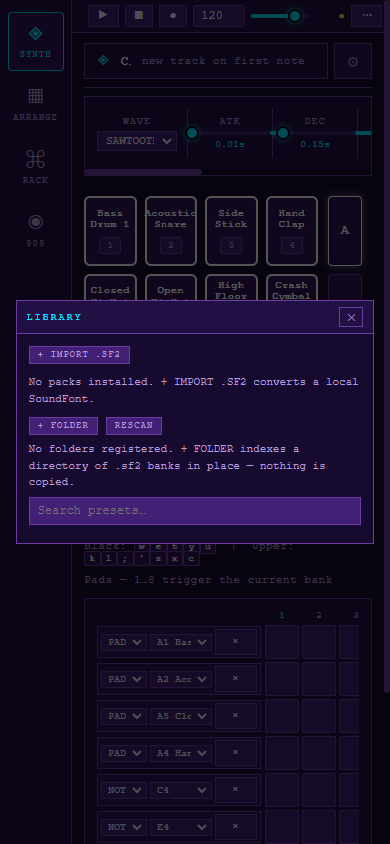 120
SYNTH
C. new track on first note
ARRANGE
WAVE ATK DEC
0.01s 0.15s
RACK
909
Bass Drum 1
1
Acoustic Snare
2
Side Stick
3
Hand Clap
4
A
Closed
Open
High Floor
Crash Cymbal
LIBRARY
+ IMPORT .SF2
No packs installed. + IMPORT .SF2 converts a local
SoundFont.
+ FOLDER RESCAN
No folders registered. + FOLDER indexes a
directory of .sf2 banks in place — nothing is
copied.
Search presets…
Black: w e t y u | Upper:
k l ; ' z x c
Pads — 1…8 trigger the current bank
1 2 3
PAD A1 Bas ×
PAD A2 Acc ×
PAD A5 Clo ×
PAD A4 Har ×
NOT C4 ×
NOT E4 ×